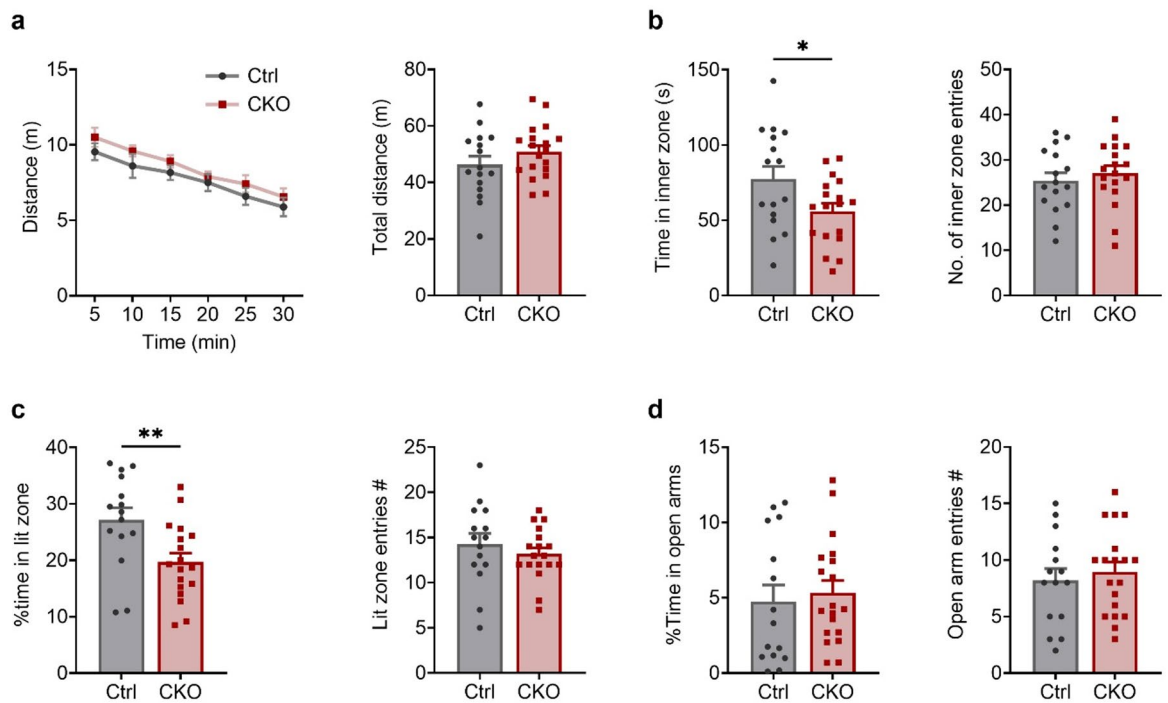 a
15
10
5
0
Distance (m)
Ctrl
CKO
5 10 15 20 25 30
Time (min)
80
60
40
20
0
Total distance (m)
Ctrl CKO
b
*
150
100
50
0
Time in inner zone (s)
Ctrl CKO
50
40
30
20
10
0
No. of inner zone entries
Ctrl CKO
c
**
40
30
20
10
0
%time in lit zone
Ctrl CKO
25
20
15
10
5
0
Lit zone entries #
Ctrl CKO
d
15
10
5
0
%Time in open arms
Ctrl CKO
20
15
10
5
0
Open arm entries #
Ctrl CKO